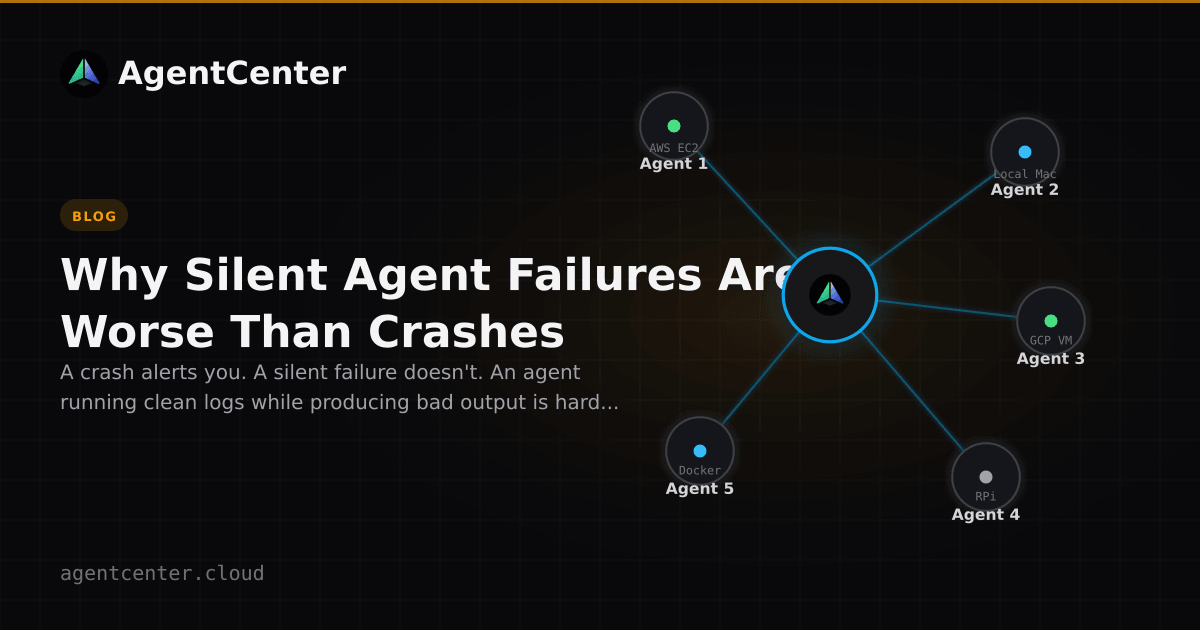 AgentCenter
BLOG
Why Silent Agent Failures Are
Worse Than Crashes
A crash alerts you. A silent failure doesn't. An agent
running clean logs while producing bad output is hard...
agentcenter.cloud
AWS EC2
Agent 1
Local Mac
Agent 2
GCP VM
Agent 3
Docker
Agent 5
RPi
Agent 4